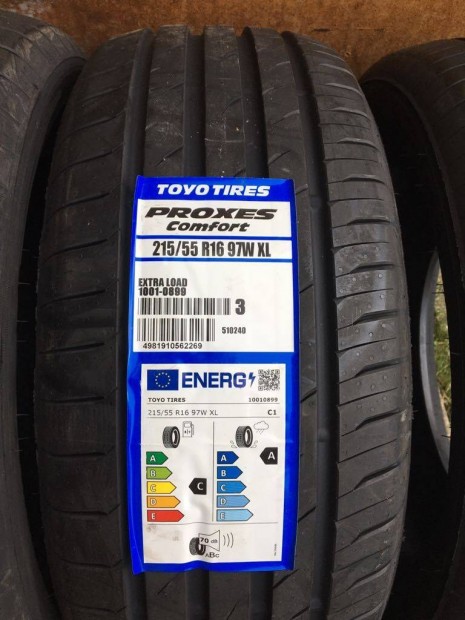 TOYO TIRES
PROXES
Comfort
215/55 R16 97W XL
EXTRA LOAD
1001-0899
3
510240
4981910562269
ENERG
TOYO TIRES 10010899
215/55 R16 97W XL C1
A A
B B
C C C
D D
E E
A
70 dB
ABC